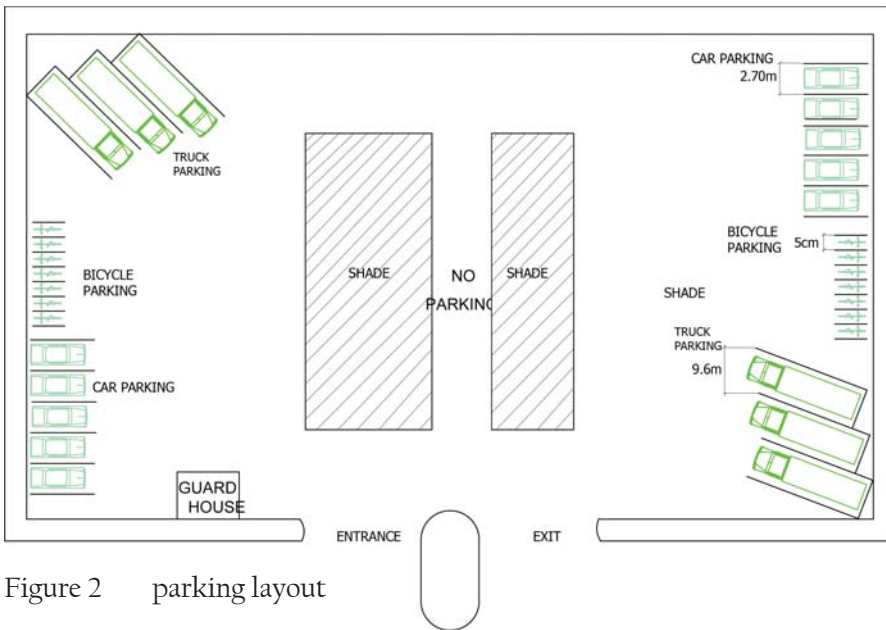 CAR PARKING
2.70m
TRUCK
PARKING
BICYCLE
PARKING
5cm
BICYCLE
PARKING
SHADE
NO
PARKING
SHADE
SHADE
TRUCK
PARKING
9.6m
CAR PARKING
GUARD
HOUSE
ENTRANCE
EXIT
Figure 2 parking layout